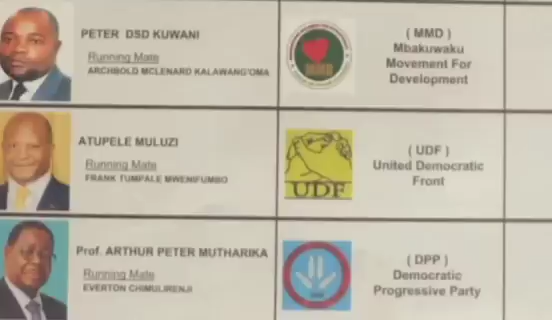 PETER DSD KUWANI
Running Mate
ARCHBOLD MCLENARD KALAWANG'OMA
MMD
( MMD )
Mbakuwaku
Movement For
Development
ATUPELE MULUZI
Running Mate
FRANK TUMPALE MWENIFUMBO
UDF
( UDF )
United Democratic
Front
Prof. ARTHUR PETER MUTHARIKA
Running Mate
EVERTON CHIMULIRENJI
( DPP )
Democratic
Progressive Party